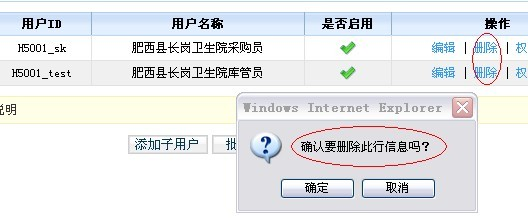 用户ID 用户名称 是否启用 操作
H5001_sk 肥西县长岗卫生院采购员 编辑 | 删除 | 权
H5001_test 肥西县长岗卫生院库管员 编辑 | 删除 | 权
说明
Windows Internet Explorer
添加子用户 批
确认要删除此行信息吗?
确定 取消